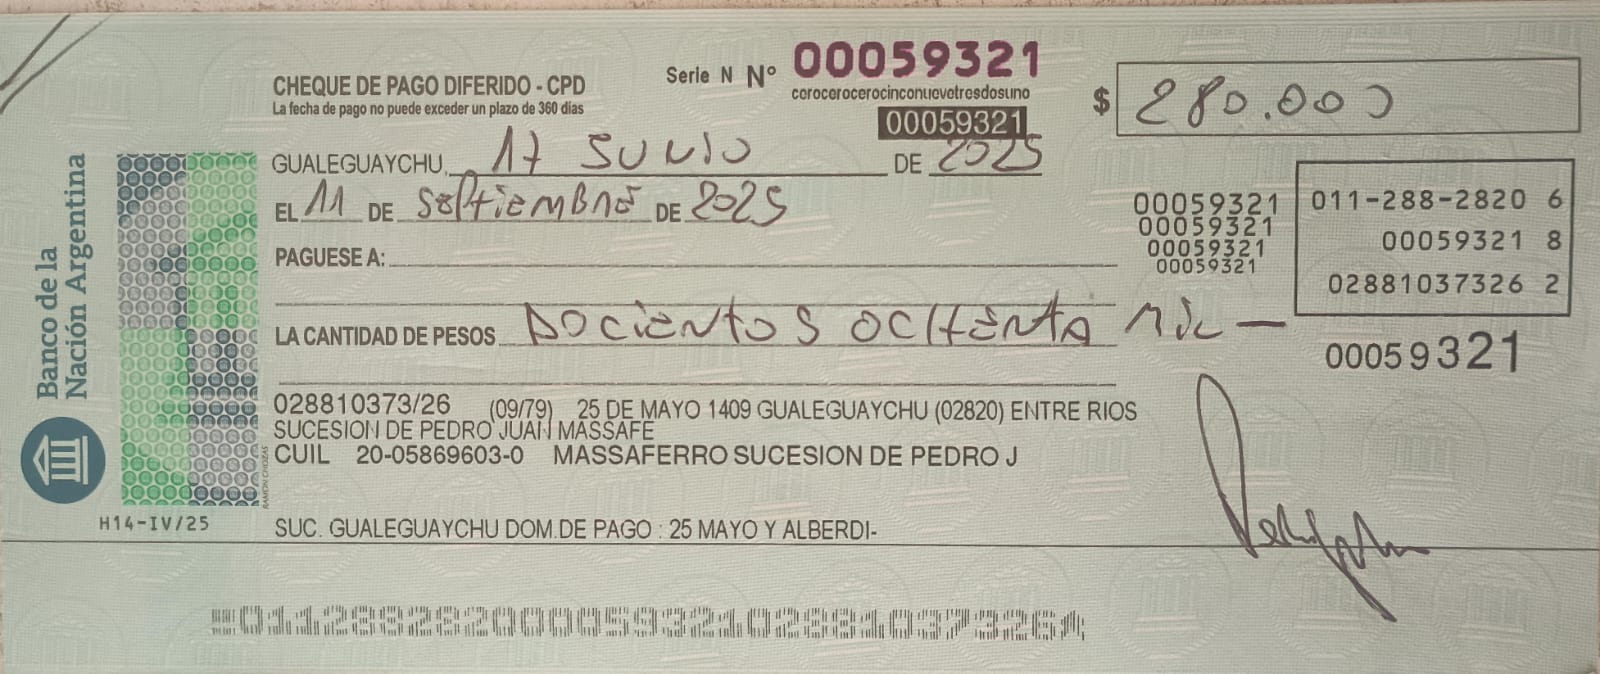 CHEQUE DE PAGO DIFERIDO - CPD
La fecha de pago no puede exceder un plazo de 360 días
Serie N Nº 00059321
cerocerocerocinconuevetresdosuno
00059321
$ 280.000
GUALEGUAYCHU, 17 JUNIO DE 2025
EL 11 DE SEPtiEMBRE DE 2025
PAGUESE A:
LA CANTIDAD DE PESOS DOCIENTOS OCHENTA MIL —
00059321
00059321
00059321
00059321
011-288-2820 6
00059321 8
02881037326 2
00059321
028810373/26 (09/79) 25 DE MAYO 1409 GUALEGUAYCHU (02820) ENTRE RIOS
SUCESION DE PEDRO JUAN MASSAFE
CUIL 20-05869603-0 MASSAFERRO SUCESION DE PEDRO J
SUC. GUALEGUAYCHU DOM.DE PAGO : 25 MAYO Y ALBERDI-
Banco de la
Nación Argentina
RAMON CHOZAS
H14-IV/25
01128828200005932102881037326